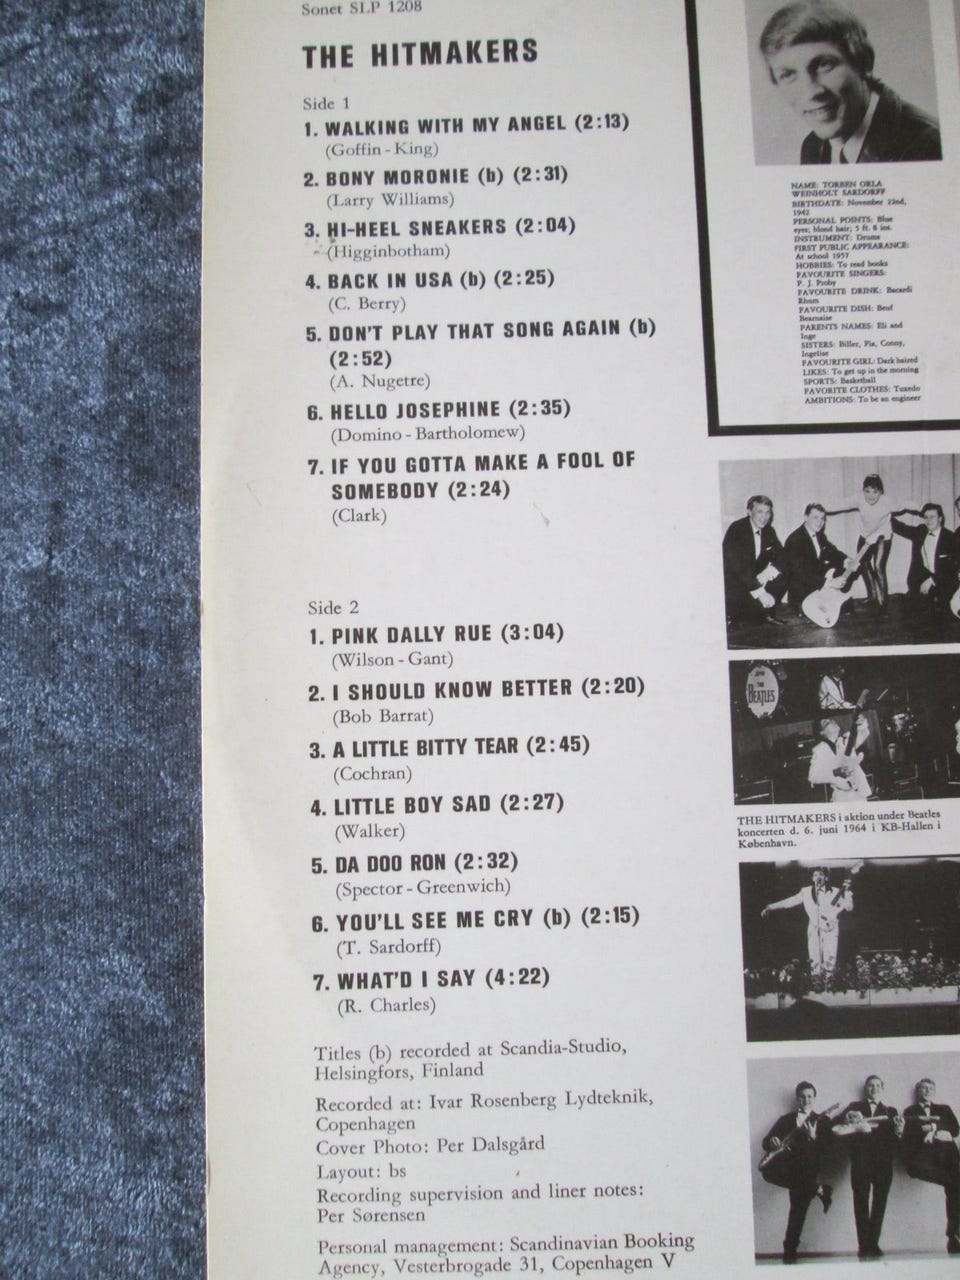 Sonet SLP 1208
THE HITMAKERS
Side 1
1. WALKING WITH MY ANGEL (2:13)
(Goffin - King)
2. BONY MORONIE (b) (2:31)
(Larry Williams)
3. HI-HEEL SNEAKERS (2:04)
(Higginbotham)
4. BACK IN USA (b) (2:25)
(C. Berry)
5. DON'T PLAY THAT SONG AGAIN (b)
(2:52)
(A. Nugetre)
6. HELLO JOSEPHINE (2:35)
(Domino - Bartholomew)
7. IF YOU GOTTA MAKE A FOOL OF
SOMEBODY (2:24)
(Clark)
Side 2
1. PINK DALLY RUE (3:04)
(Wilson - Gant)
2. I SHOULD KNOW BETTER (2:20)
(Bob Barrat)
3. A LITTLE BITTY TEAR (2:45)
(Cochran)
4. LITTLE BOY SAD (2:27)
(Walker)
5. DA DOO RON (2:32)
(Spector - Greenwich)
6. YOU'LL SEE ME CRY (b) (2:15)
(T. Sardorff)
7. WHAT'D I SAY (4:22)
(R. Charles)
Titles (b) recorded at Scandia-Studio,
Helsingfors, Finland
Recorded at: Ivar Rosenberg Lydteknik,
Copenhagen
Cover Photo: Per Dalsgård
Layout: bs
Recording supervision and liner notes:
Per Sørensen
Personal management: Scandinavian Booking
Agency, Vesterbrogade 31, Copenhagen V
NAME: TORBEN ORLA
WEINHOLT SARDORFF
BIRTHDATE: November 22nd,
1942
PERSONAL POINTS: Blue
eyes; blond hair; 5 ft. 8 ins.
INSTRUMENT: Drums
FIRST PUBLIC APPEARANCE:
At school 1957
HOBBIES: To read books
FAVOURITE SINGERS:
P. J. Proby
FAVOURITE DRINK: Bacardi
Rhum
FAVOURITE DISH: Beuf
Bearnaise
PARENTS NAMES: Eli and
Inge
SISTERS: Biller, Pia, Conny,
Ingelise
FAVOURITE GIRL: Dark haired
LIKES: To get up in the morning
SPORTS: Basketball
FAVORITE CLOTHES: Tuxedo
AMBITIONS: To be an engineer
THE
BEATLES
THE HITMAKERS i aktion under Beatles
koncerten d. 6. juni 1964 i KB-Hallen i
København.